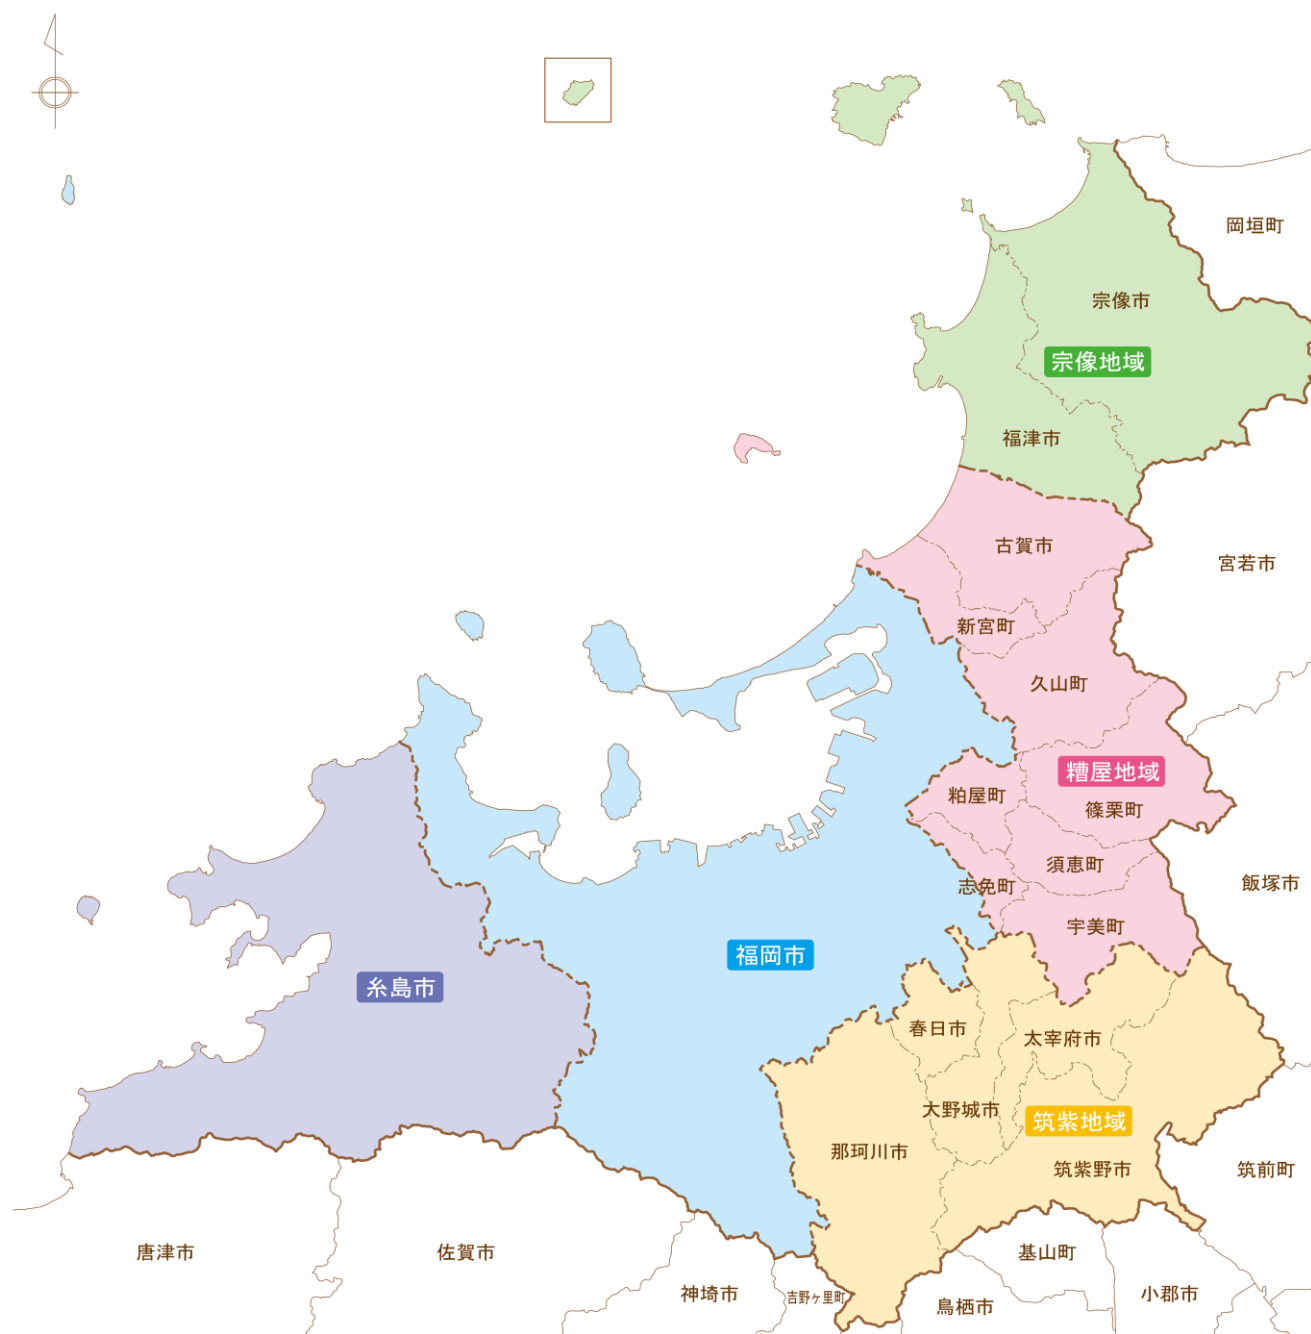 岡垣町
宗像市
宗像地域
福津市
古賀市
宮若市
新宮町
久山町
糟屋地域
粕屋町
篠栗町
須恵町
志免町
飯塚市
宇美町
福岡市
糸島市
春日市
太宰府市
大野城市
筑紫地域
那珂川市
筑紫野市
筑前町
唐津市
佐賀市
基山町
神埼市
吉野ヶ里町
鳥栖市
小郡市